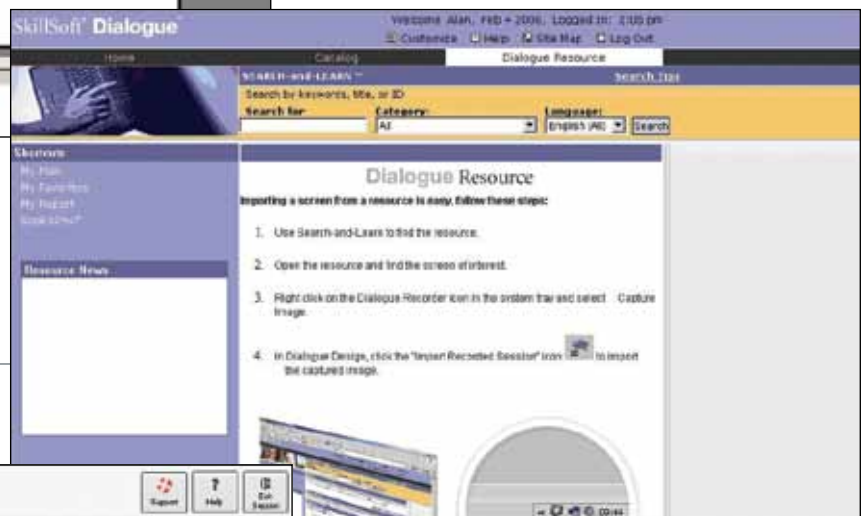 SkillSoft Dialogue
Welcome Alan, Feb 2006, Logged in: 2:05 pm
Customize Help Site Map Log Out
Home Catalog Dialogue Resource
SEARCH-and-LEARN Search Tips
Search by keywords, title, or ID
Search for: Category: Language:
All English (All) Search
Shortcuts
My Plan
My Favorites
My Report
Resource News
Dialogue Resource
Importing a screen from a resource is easy, follow these steps:
1. Use Search-and-Learn to find the resource.
2. Open the resource and find the screen of interest.
3. Right click on the Dialogue Recorder icon in the system tray and select Capture
Image.
4. In Dialogue Design, click the "Import Recorded Session" icon to import
the captured image.
Support ? Help Exit Session